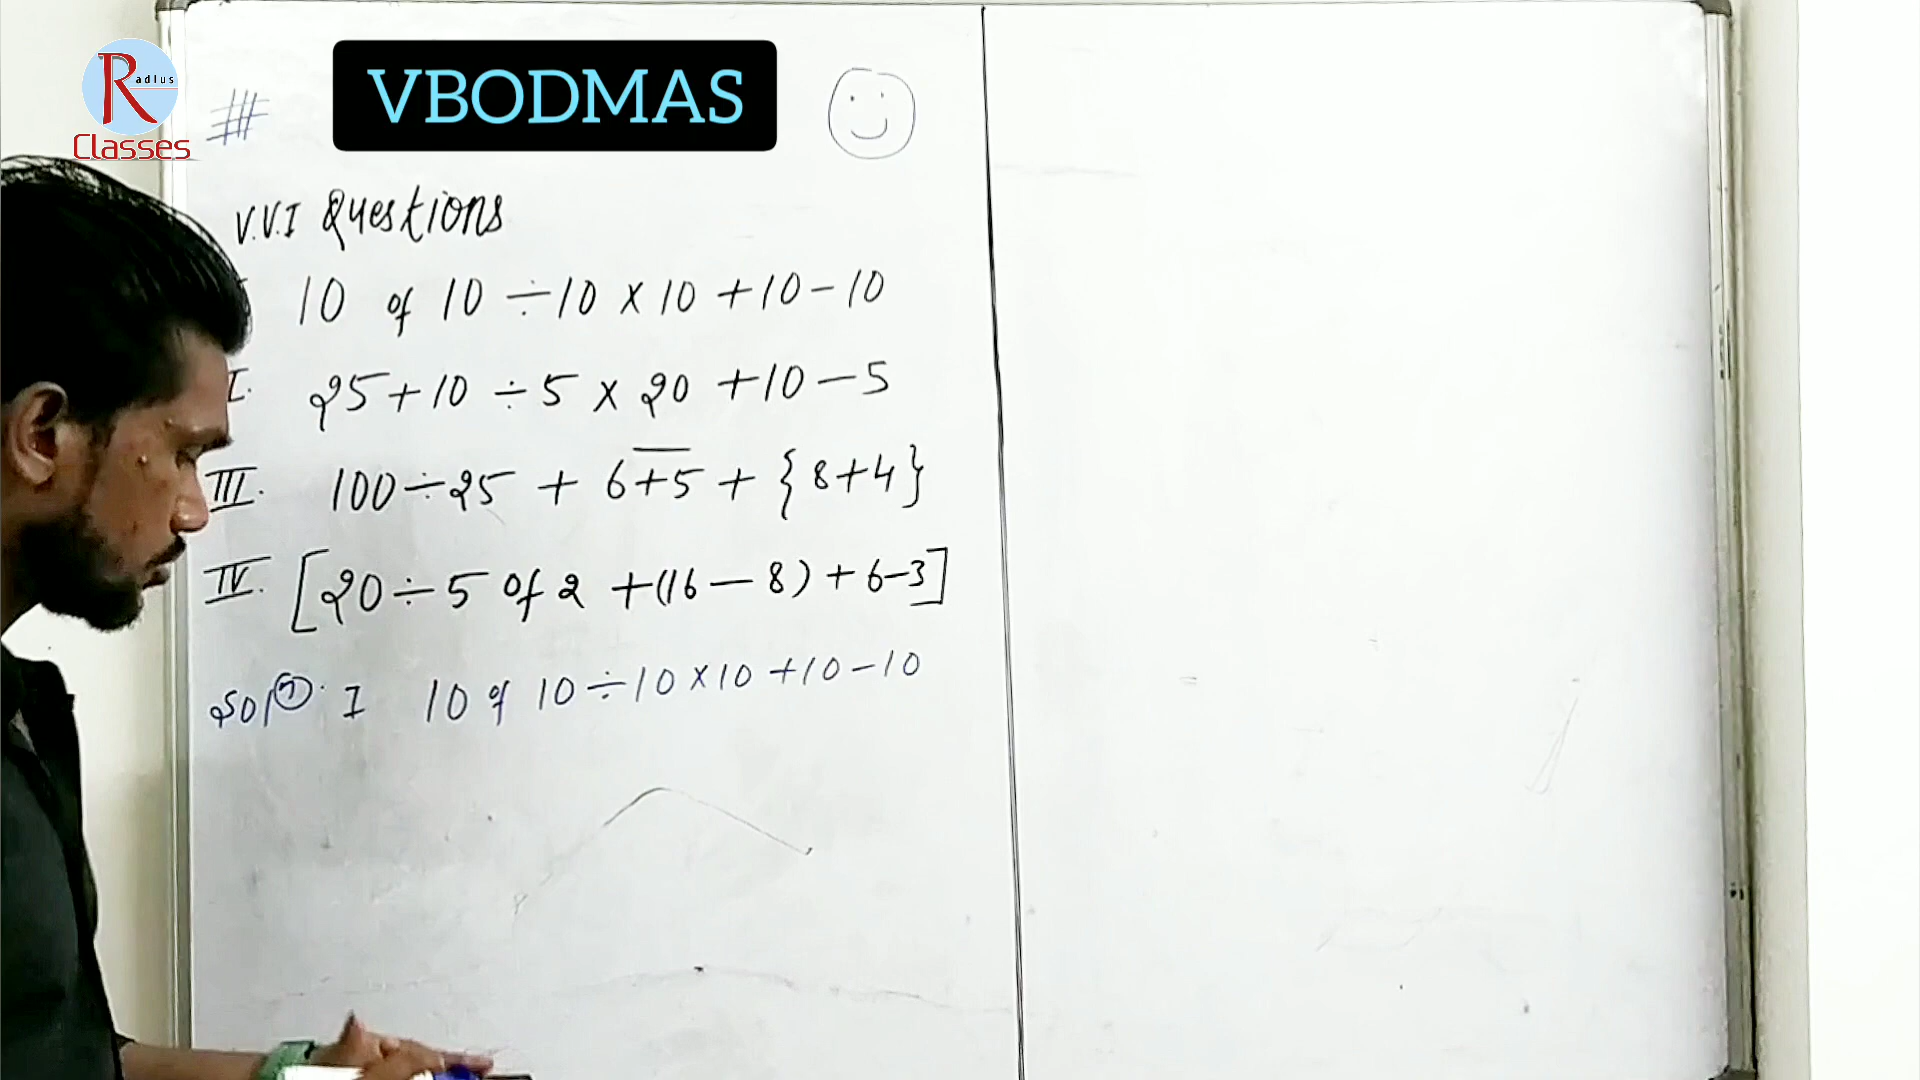 Radius
Classes
VBODMAS
V.V.I Questions
10 of 10 ÷ 10 × 10 + 10 - 10
I. 25 + 10 ÷ 5 × 20 + 10 - 5
III. 100 ÷ 25 + 6 + 5 + {8 + 4}
IV. [20 ÷ 5 of 2 + (16 - 8) + 6 - 3]
Sol(n). I 10 of 10 ÷ 10 × 10 + 10 - 10